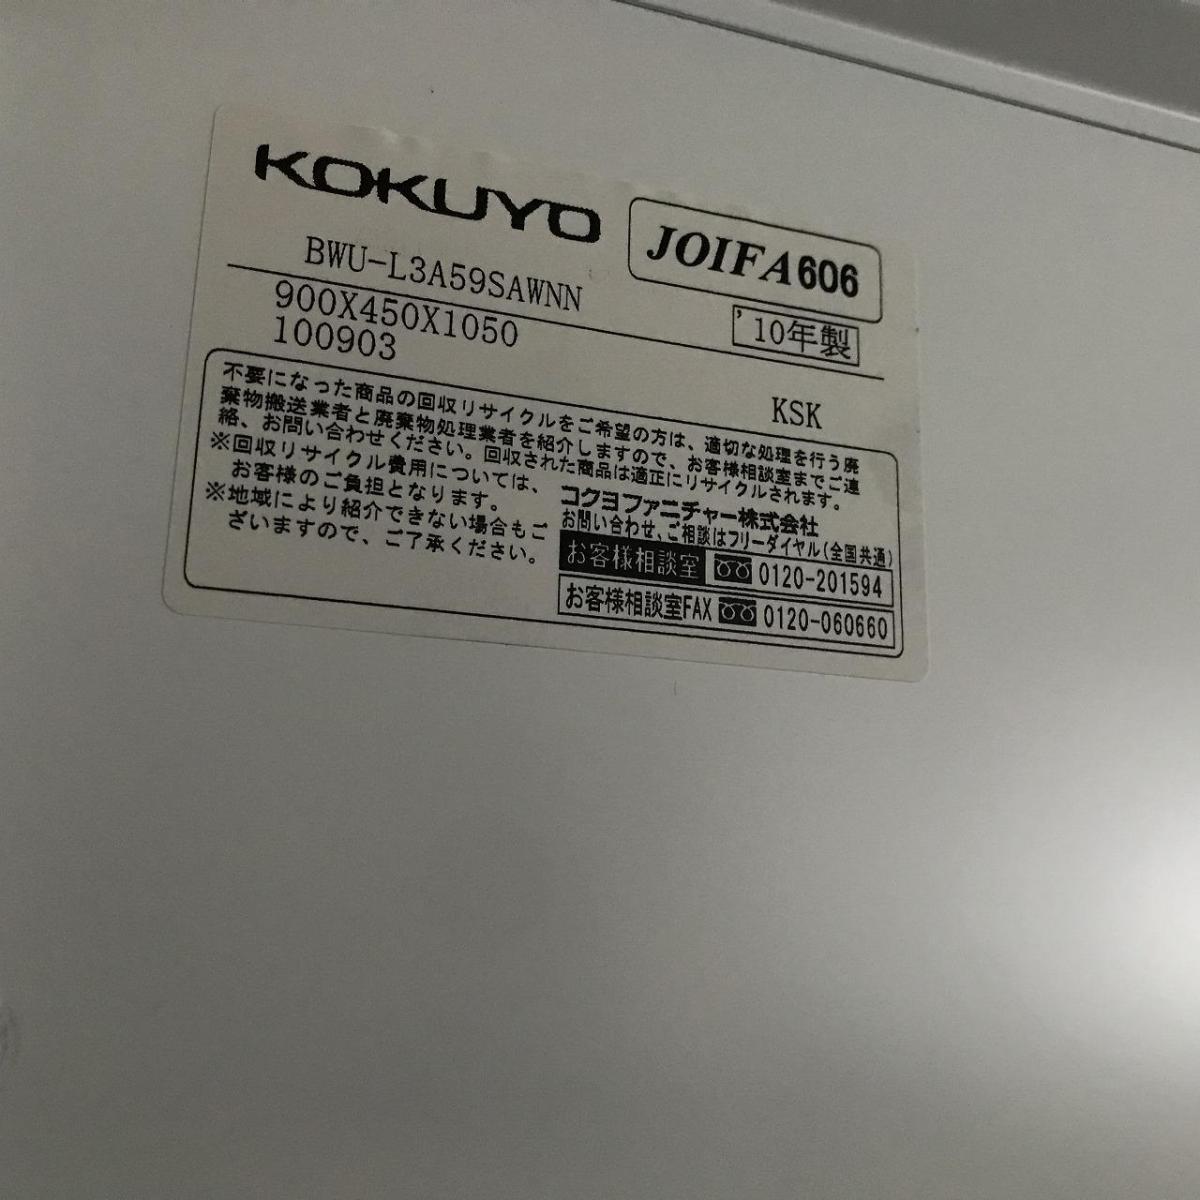 KOKUYO
JOIFA606
BWU-L3A59SAWNN
'10年製
900X450X1050
100903
KSK
不要になった商品の回収リサイクルをご希望の方は、適切な処理を行う廃
棄物搬送業者と廃棄物処理業者を紹介しますので、お客様相談室までご連
絡、お問い合わせください。回収された商品は適正にリサイクルされます。
※回収リサイクル費用については、
お客様のご負担となります。
※地域により紹介できない場合もご
ざいますので、ご了承ください。
コクヨファニチャー株式会社
お問い合わせ、ご相談はフリーダイヤル(全国共通)
お客様相談室 0120-201594
お客様相談室FAX 0120-060660